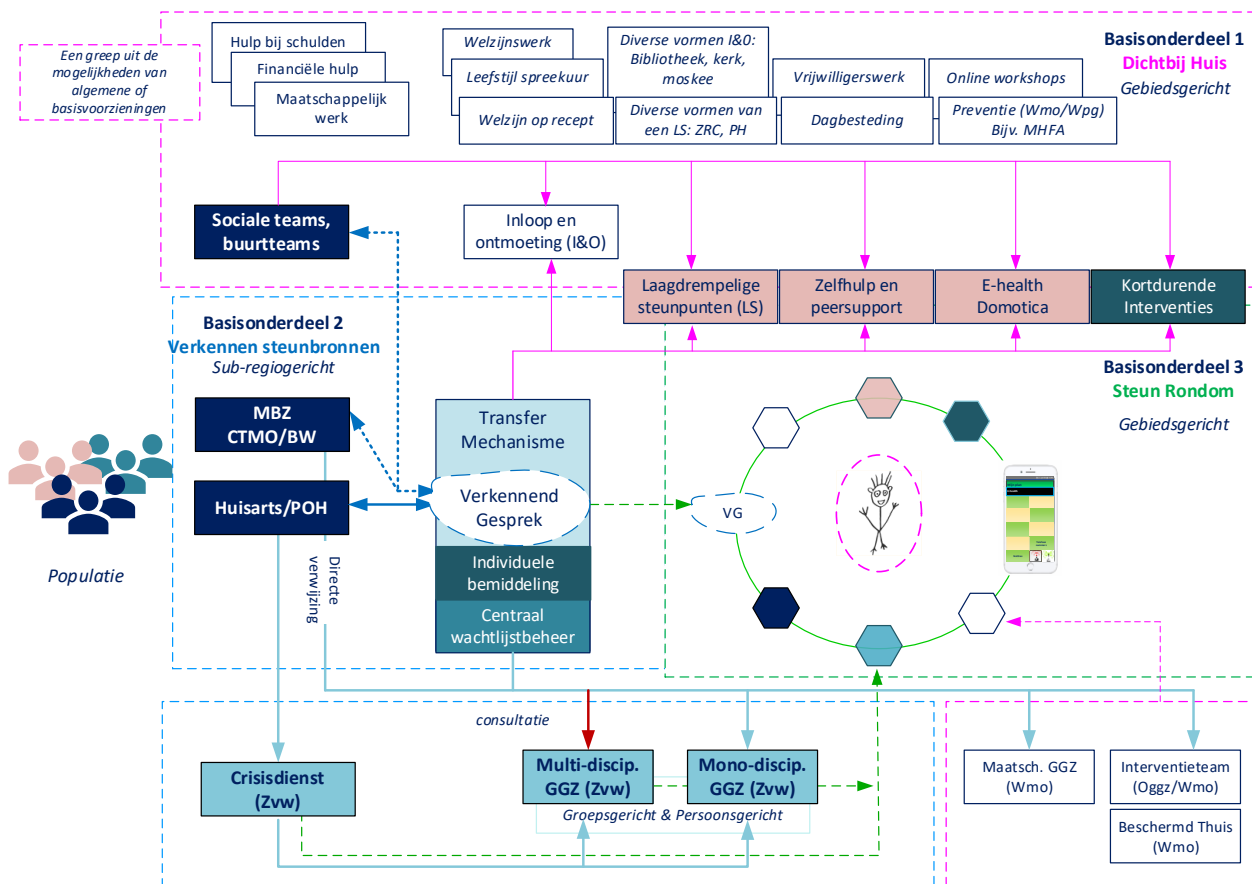 Een greep uit de
mogelijkheden van
algemene of
basisvoorzieningen
Hulp bij schulden
Financiële hulp
Maatschappelijk
werk
Welzijnswerk
Leefstijl spreekuur
Welzijn op recept
Diverse vormen I&0:
Bibliotheek, kerk,
moskee
Diverse vormen van
een LS: ZRC, PH
Vrijwilligerswerk
Dagbesteding
Online workshops
Preventie (Wmo/Wpg)
Bijv. MHFA
Basisonderdeel 1
Dichtbij Huis
Gebiedsgericht
Sociale teams,
buurtteams
Inloop en
ontmoeting (I&O)
Laagdrempelige
steunpunten (LS)
Zelfhulp en
peersupport
E-health
Domotica
Kortdurende
Interventies
Basisonderdeel 2
Verkennen steunbronnen
Sub-regiogericht
Basisonderdeel 3
Steun Rondom
Gebiedsgericht
MBZ
CTMO/BW
Huisarts/POH
Transfer
Mechanisme
Verkennend
Gesprek
Individuele
bemiddeling
Centraal
wachtlijstbeheer
VG
Populatie
Directe
verwijzing
consultatie
Crisisdienst
(Zvw)
Multi-discip.
GGZ (Zvw)
Mono-discip.
GGZ (Zvw)
Groepsgericht & Persoonsgericht
Maatsch. GGZ
(Wmo)
Interventieteam
(Oggz/Wmo)
Beschermd Thuis
(Wmo)